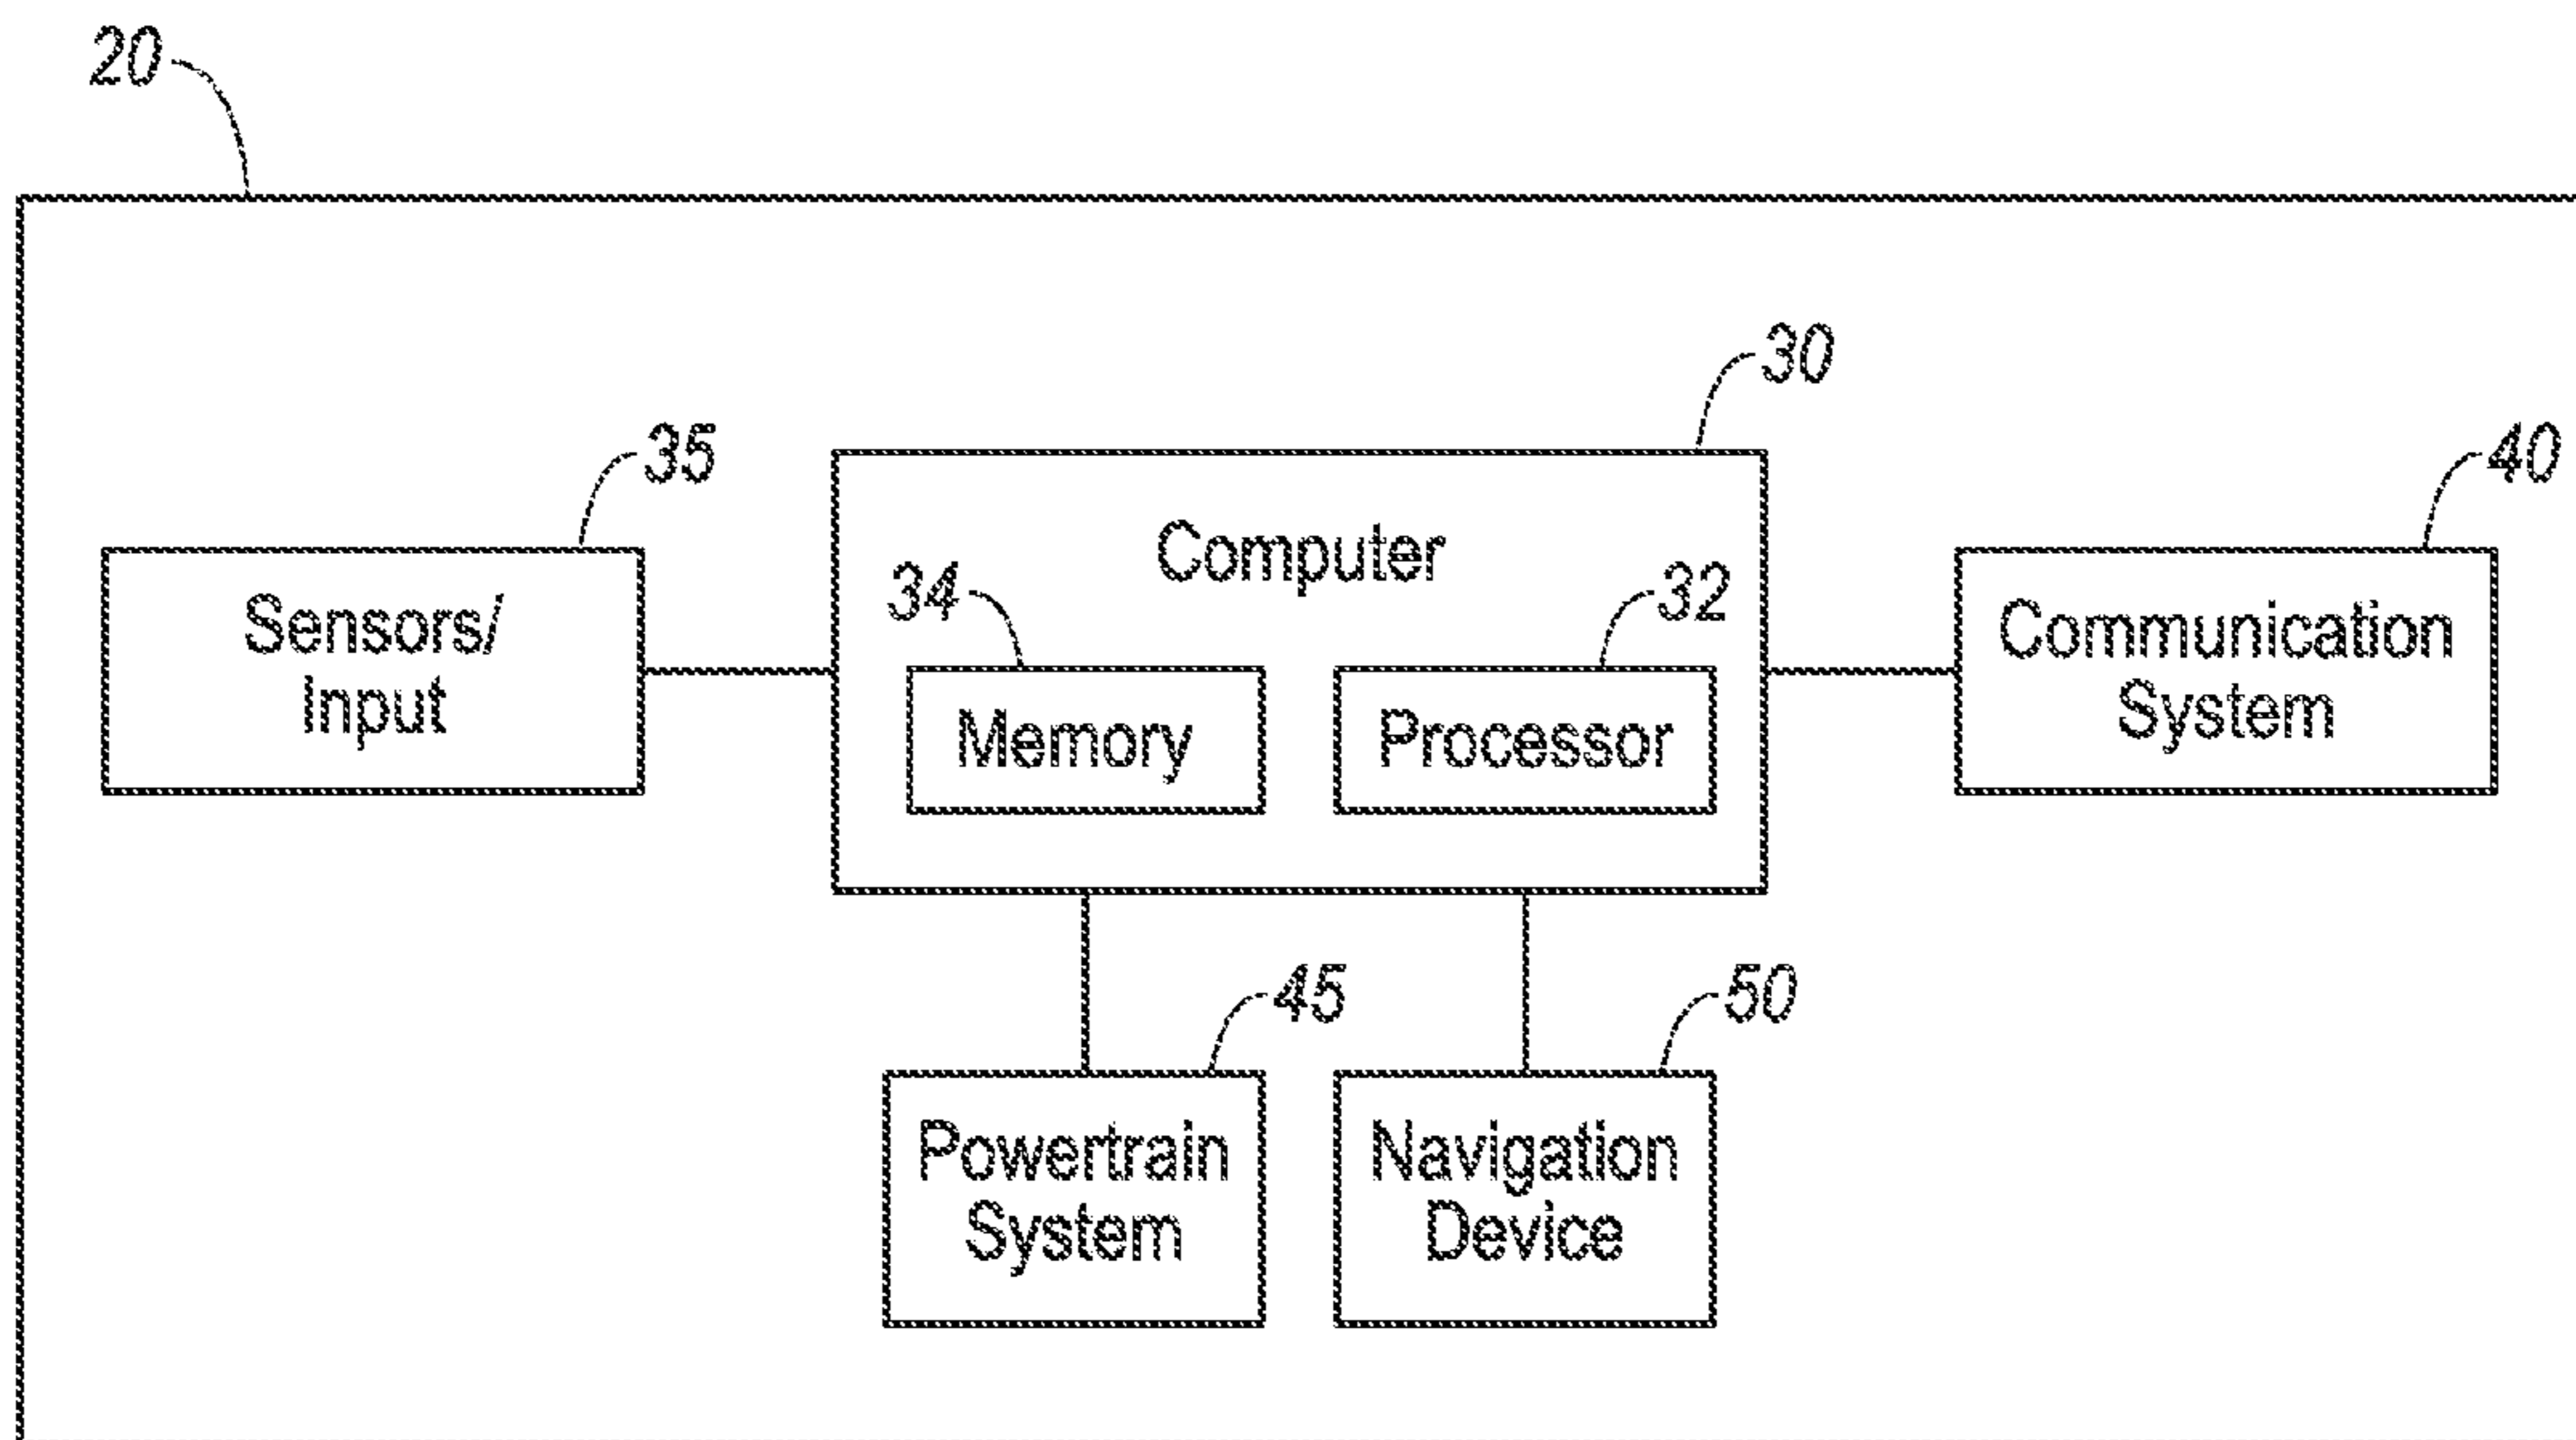 20
30
35
40
Computer
34
32
Sensors/
Input
Communication
System
Memory
Processor
45
50
Powertrain
System
Navigation
Device